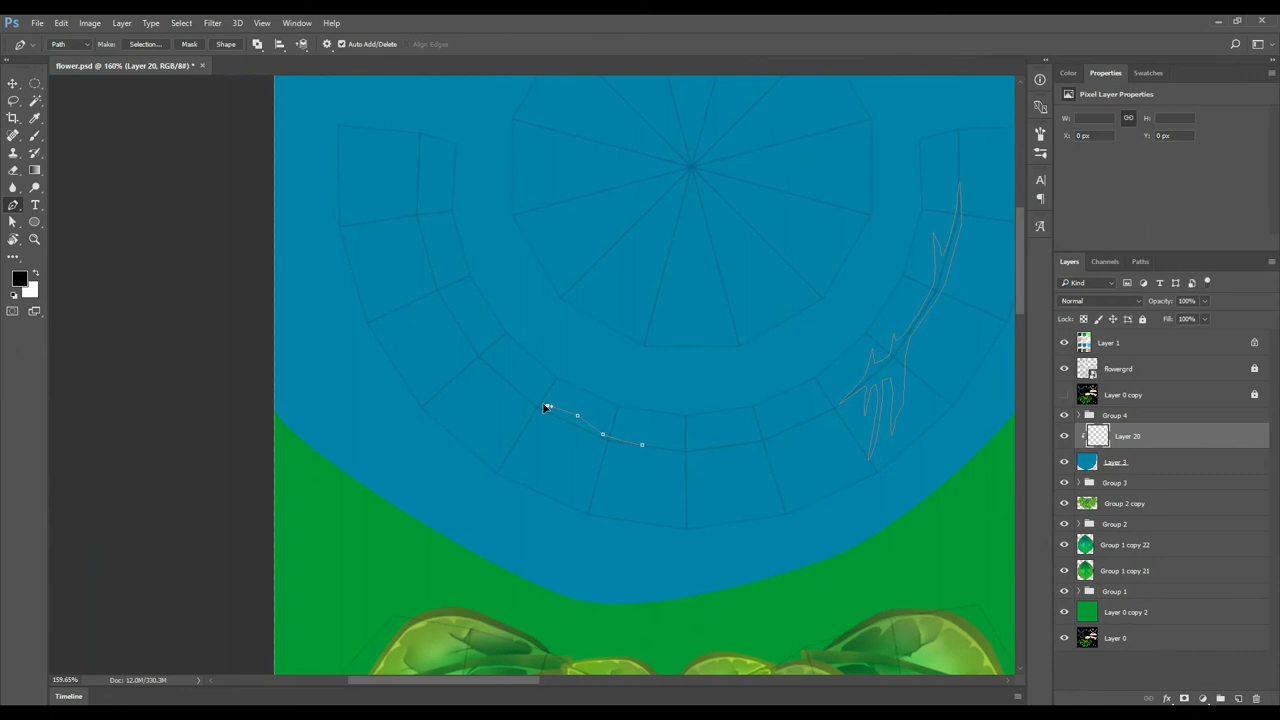 Ps File Edit Image Layer Type Select Filter 3D View Window Help
Path Make: Selection... Mask Shape Auto Add/Delete Align Edges
flower.psd @ 160% (Layer 20, RGB/8#) *
Color Properties Swatches
Pixel Layer Properties
W: H:
X: 0 px Y: 0 px
Layers Channels Paths
Kind
Normal Opacity: 100%
Lock: Fill: 100%
Layer 1
flowergrd
Layer 0 copy
Group 4
Layer 20
Layer 3
Group 3
Group 2 copy
Group 2
Group 1 copy 22
Group 1 copy 21
Group 1
Layer 0 copy 2
Layer 0
159.65% Doc: 12.0M/330.3M
Timeline